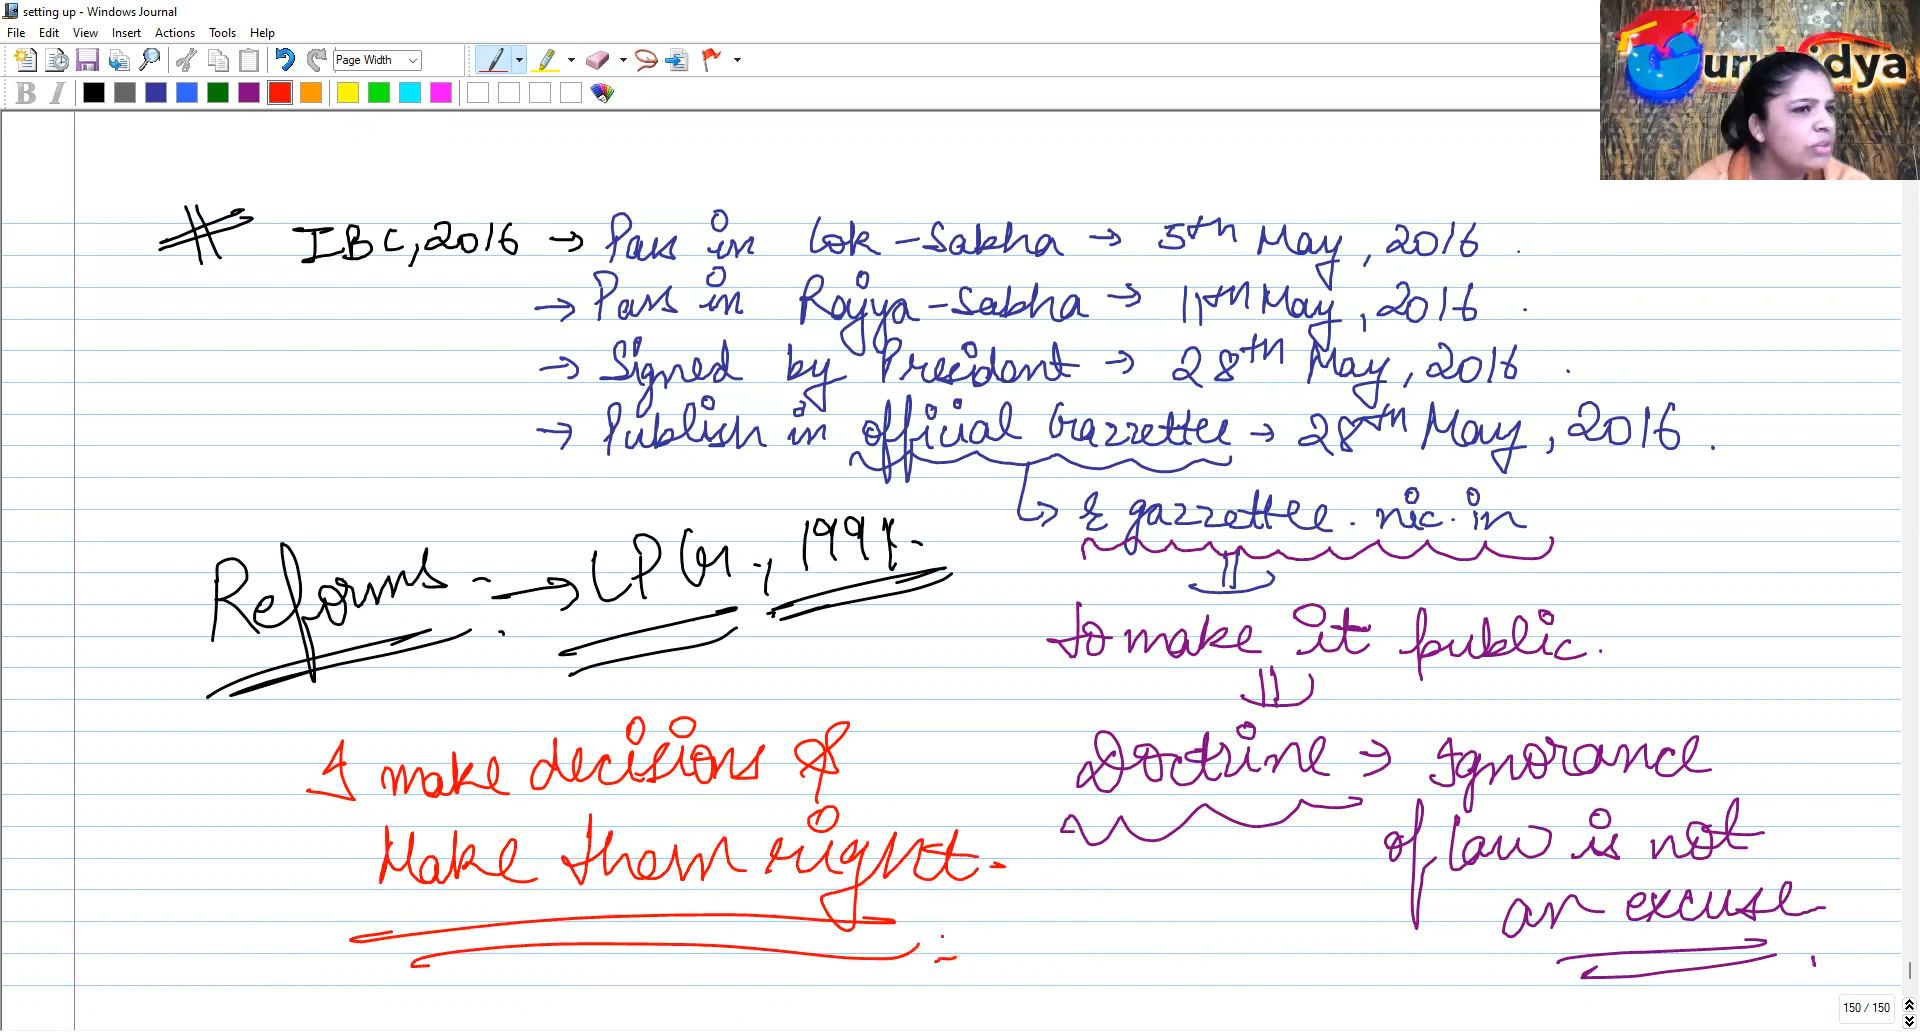 setting up - Windows Journal
File Edit View Insert Actions Tools Help
Page Width
B I
IBC, 2016 → Pass in Lok-Sabha → 5th May, 2016.
→ Pass in Rajya-Sabha → 11th May, 2016.
→ Signed by President → 28th May, 2016.
→ Publish in official Gazzettee → 28th May, 2016.
gazzettee.nic.in
Reforms → LPG, 1991.
to make it public.
Doctrine → Ignorance
of law is not
an excuse
I make decisions &
Make them right.
150 / 150